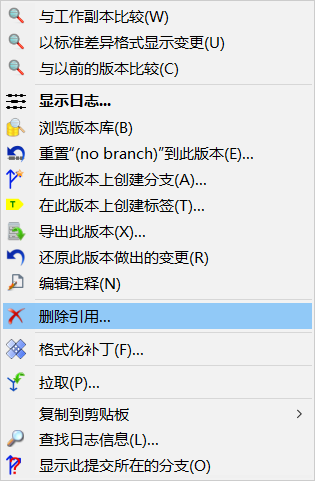 与工作副本比较(W)
以标准差异格式显示变更(U)
与以前的版本比较(C)
显示日志...
浏览版本库(B)
重置“(no branch)”到此版本(E)...
在此版本上创建分支(A)...
T
在此版本上创建标签(T)...
导出此版本(X)...
还原此版本做出的变更(R)
编辑注释(N)
删除引用...
格式化补丁(F)...
拉取(P)...
复制到剪贴板
查找日志信息(L)...
显示此提交所在的分支(O)